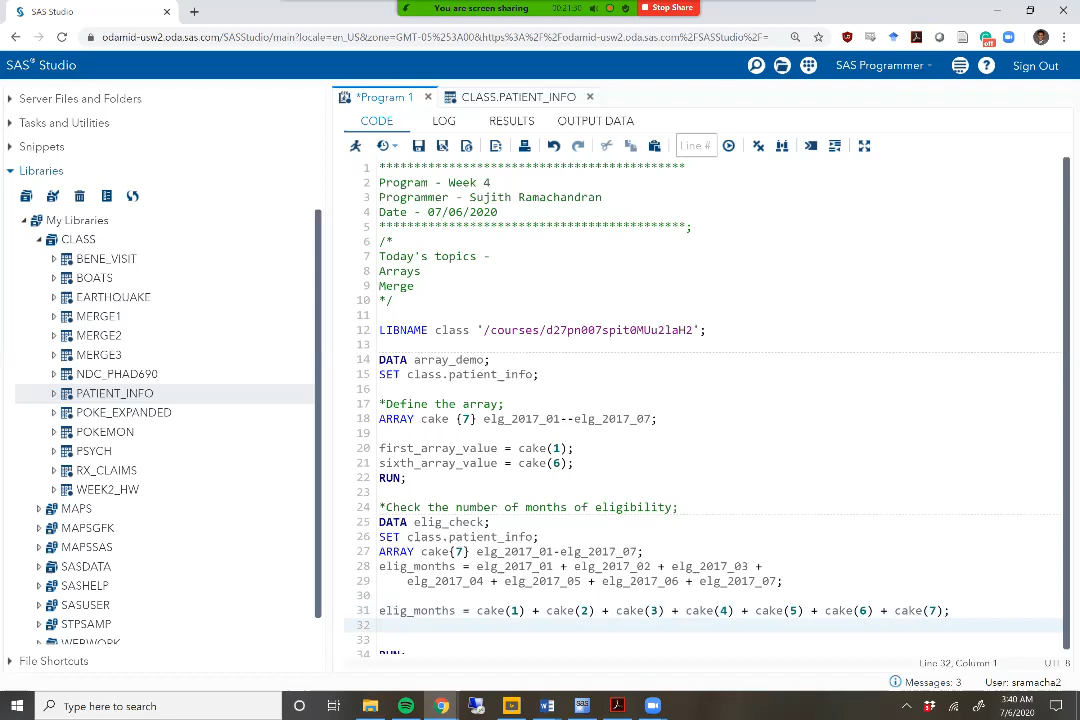 You are screen sharing 00:21:30 Stop Share
SAS Studio
odamid-usw2.oda.sas.com/SASStudio/main?locale=en_US&zone=GMT-05%253A00&https%3A%2F%2Fodamid-usw2.oda.sas.com%2FSASStudio%2F=
off
SAS® Studio
SAS Programmer
Sign Out
Server Files and Folders
Tasks and Utilities
Snippets
Libraries
My Libraries
CLASS
BENE_VISIT
BOATS
EARTHQUAKE
MERGE1
MERGE2
MERGE3
NDC_PHAD690
PATIENT_INFO
POKE_EXPANDED
POKEMON
PSYCH
RX_CLAIMS
WEEK2_HW
MAPS
MAPSGFK
MAPSSAS
SASDATA
SASHELP
SASUSER
STPSAMP
WEBWORK
File Shortcuts
*Program 1 CLASS.PATIENT_INFO
CODE LOG RESULTS OUTPUT DATA
Line #
1 *******************************************
2 Program - Week 4
3 Programmer - Sujith Ramachandran
4 Date - 07/06/2020
5 *******************************************;
6 /*
7 Today's topics -
8 Arrays
9 Merge
10 */
11
12 LIBNAME class '/courses/d27pn007spit0MUu2laH2';
13
14 DATA array_demo;
15 SET class.patient_info;
16
17 *Define the array;
18 ARRAY cake {7} elg_2017_01--elg_2017_07;
19
20 first_array_value = cake(1);
21 sixth_array_value = cake(6);
22 RUN;
23
24 *Check the number of months of eligibility;
25 DATA elig_check;
26 SET class.patient_info;
27 ARRAY cake{7} elg_2017_01-elg_2017_07;
28 elig_months = elg_2017_01 + elg_2017_02 + elg_2017_03 +
29 elg_2017_04 + elg_2017_05 + elg_2017_06 + elg_2017_07;
30
31 elig_months = cake(1) + cake(2) + cake(3) + cake(4) + cake(5) + cake(6) + cake(7);
32
33
34 RUN;
Line 32, Column 1 UTF 8
Messages: 3 User: sramacha2
Type here to search
3:40 AM
7/6/2020